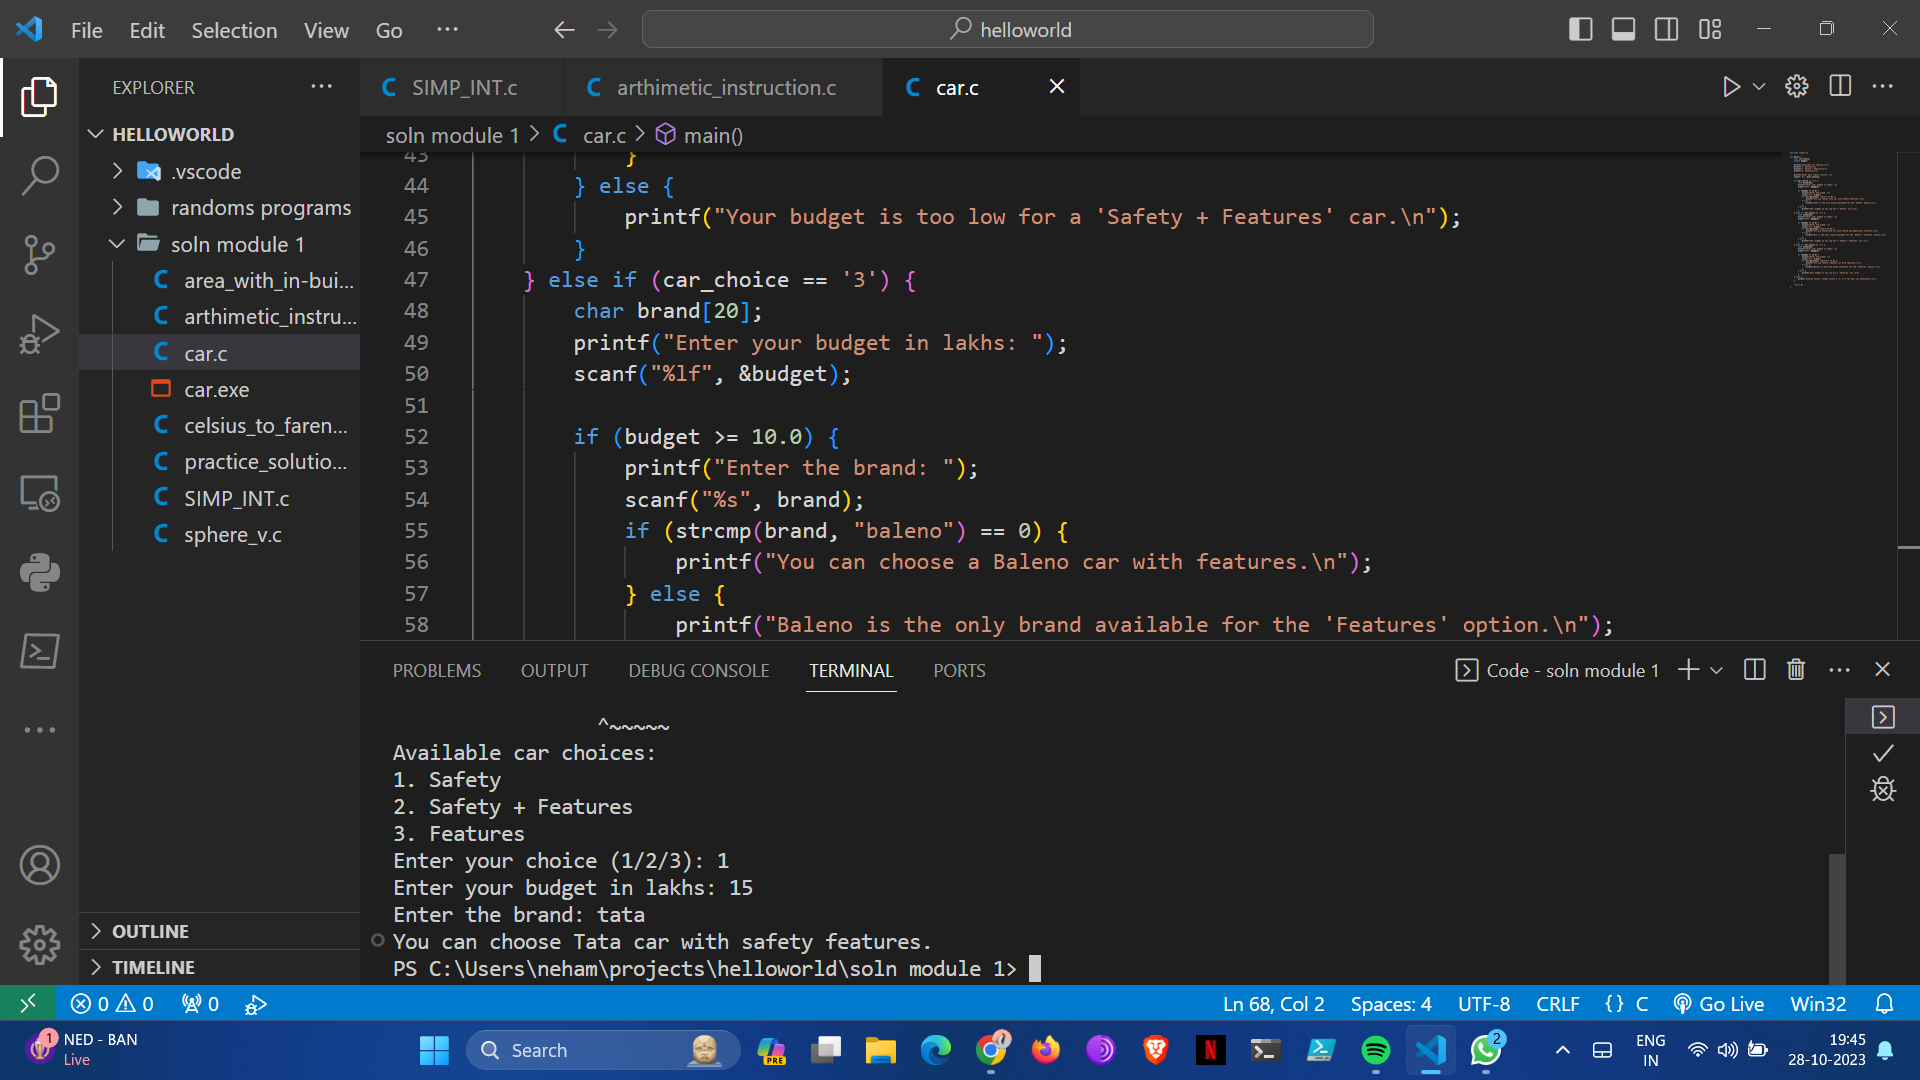 File Edit Selection View Go ··· helloworld
EXPLORER ···
HELLOWORLD
.vscode
randoms programs
soln module 1
C area_with_in-bui...
C arthimetic_instru...
C car.c
car.exe
C celsius_to_faren...
C practice_solutio...
C SIMP_INT.c
C sphere_v.c
OUTLINE
TIMELINE
C SIMP_INT.c C arthimetic_instruction.c C car.c
soln module 1 > C car.c > main()
43 }
44 } else {
45 printf("Your budget is too low for a 'Safety + Features' car.\n");
46 }
47 } else if (car_choice == '3') {
48 char brand[20];
49 printf("Enter your budget in lakhs: ");
50 scanf("%lf", &budget);
51
52 if (budget >= 10.0) {
53 printf("Enter the brand: ");
54 scanf("%s", brand);
55 if (strcmp(brand, "baleno") == 0) {
56 printf("You can choose a Baleno car with features.\n");
57 } else {
58 printf("Baleno is the only brand available for the 'Features' option.\n");
PROBLEMS OUTPUT DEBUG CONSOLE TERMINAL PORTS Code - soln module 1
^~~~~~
Available car choices:
1. Safety
2. Safety + Features
3. Features
Enter your choice (1/2/3): 1
Enter your budget in lakhs: 15
Enter the brand: tata
You can choose Tata car with safety features.
PS C:\Users\neham\projects\helloworld\soln module 1>
0 0 0 Ln 68, Col 2 Spaces: 4 UTF-8 CRLF {} C Go Live Win32
1 NED - BAN
Live
Search
PRE
N
2
ENG
IN
19:45
28-10-2023